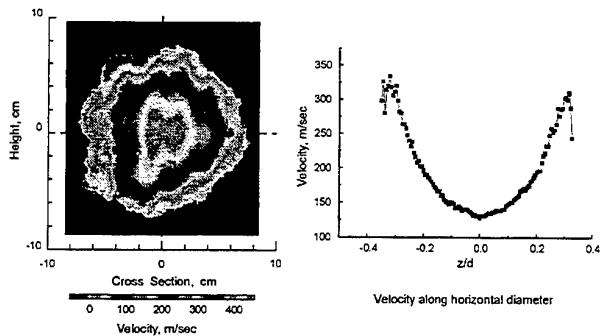 10
0
-10
Height, cm
-10
0
10
Cross Section, cm
0 100 200 300 400
Velocity, m/sec
350
300
250
200
150
100
Velocity, m/sec
-0.4 -0.2 0.0 0.2 0.4
z/d
Velocity along horizontal diameter